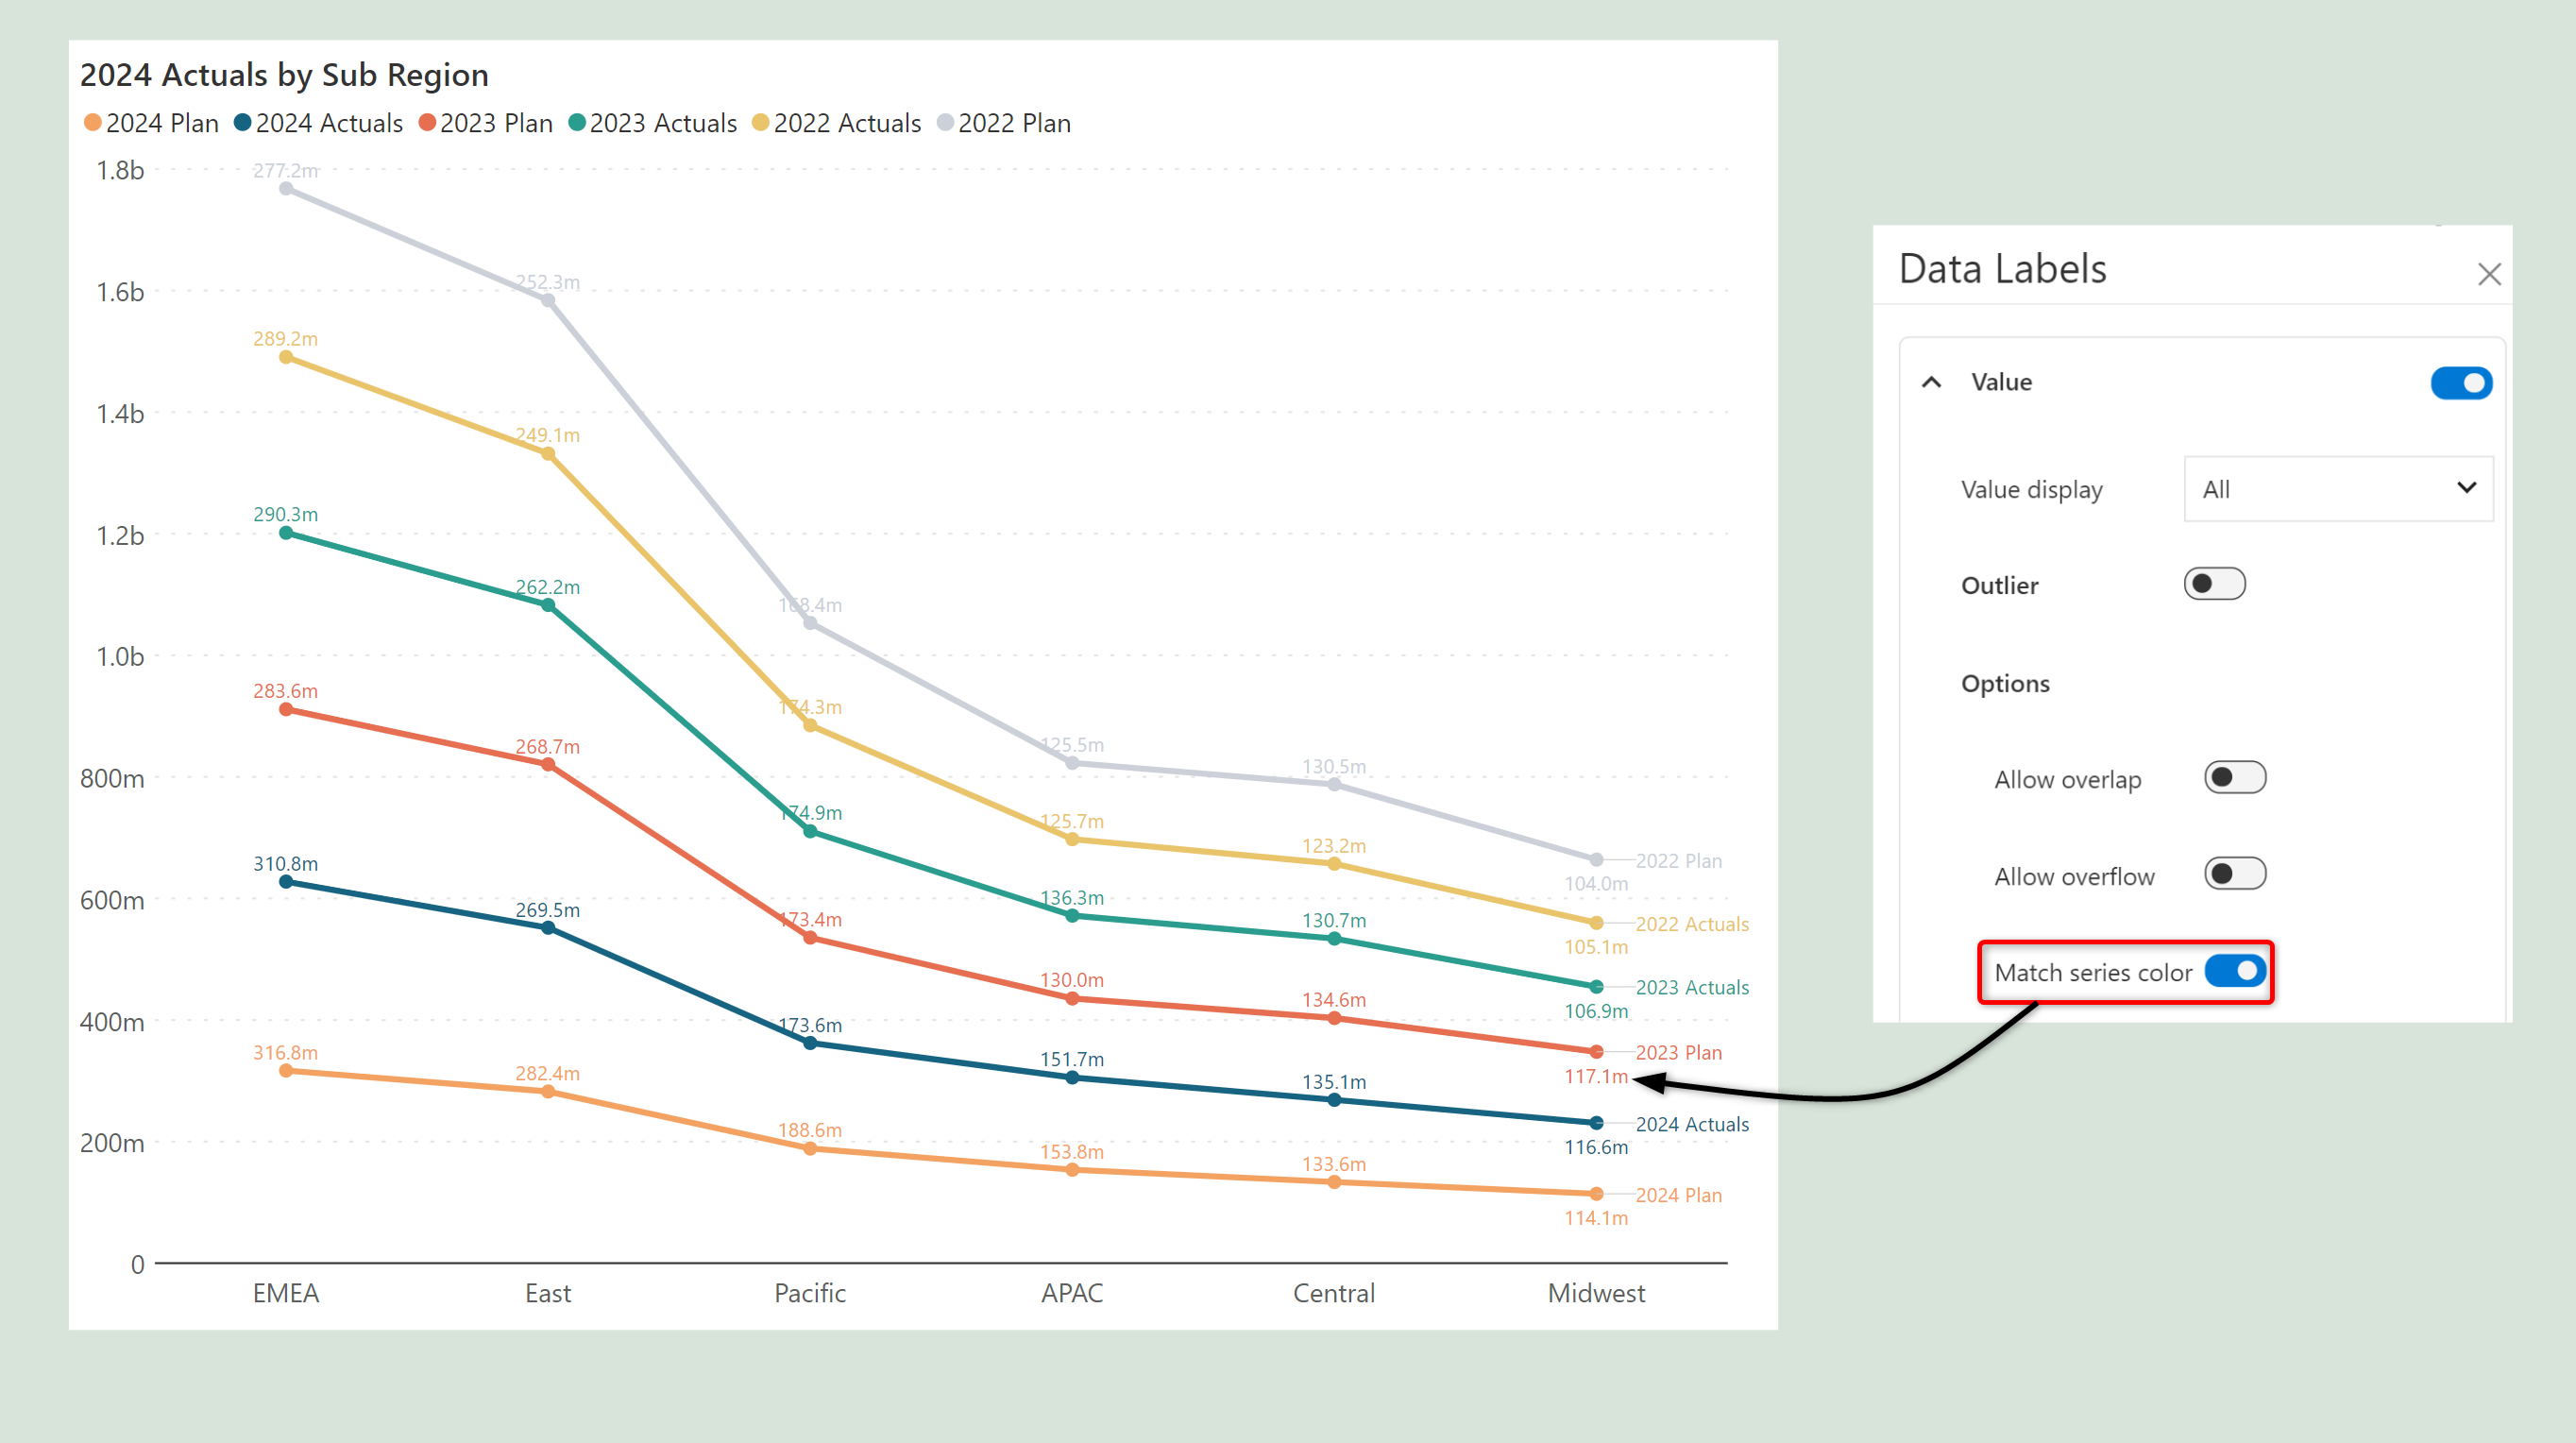 2024 Actuals by Sub Region
2024 Plan 2024 Actuals 2023 Plan 2023 Actuals 2022 Actuals 2022 Plan
1.8b
1.6b
1.4b
1.2b
1.0b
800m
600m
400m
200m
0
277.2m
252.3m
168.4m
125.5m
130.5m
104.0m
2022 Plan
289.2m
249.1m
174.3m
125.7m
123.2m
105.1m
2022 Actuals
290.3m
262.2m
174.9m
136.3m
130.7m
106.9m
2023 Actuals
283.6m
268.7m
173.4m
130.0m
134.6m
117.1m
2023 Plan
310.8m
269.5m
173.6m
151.7m
135.1m
116.6m
2024 Actuals
316.8m
282.4m
188.6m
153.8m
133.6m
114.1m
2024 Plan
EMEA East Pacific APAC Central Midwest
Data Labels
Value
Value display All
Outlier
Options
Allow overlap
Allow overflow
Match series color